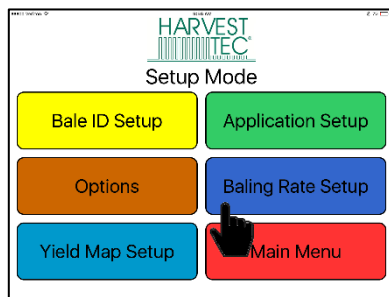 HARVEST
TEC
Setup Mode
Bale ID Setup
Application Setup
Options
Baling Rate Setup
Yield Map Setup
Main Menu